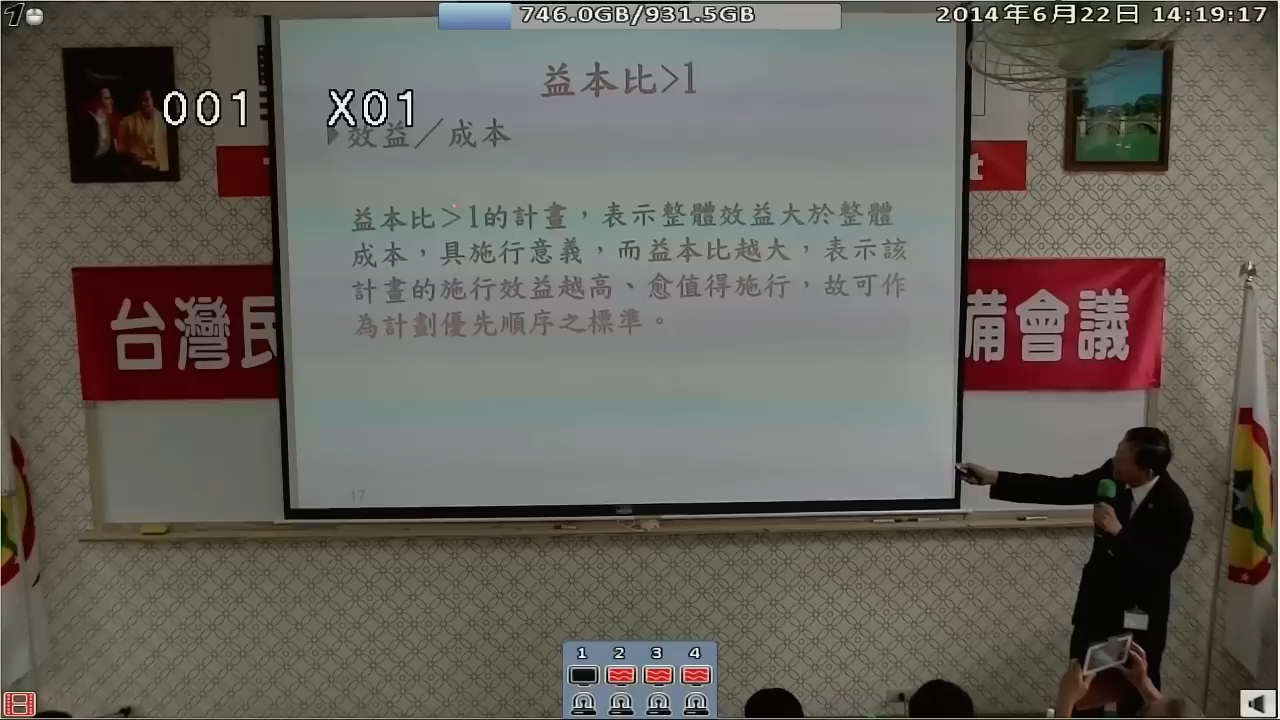 746.0GB/931.5GB
2014年6月22日 14:19:17
益本比>1
001 X01
效益／成本
t
益本比>1的計畫，表示整體效益大於整體
成本，具施行意義，而益本比越大，表示該
計畫的施行效益越高、愈值得施行，故可作
為計劃優先順序之標準。
台灣民
備會議
17
1 2 3 4